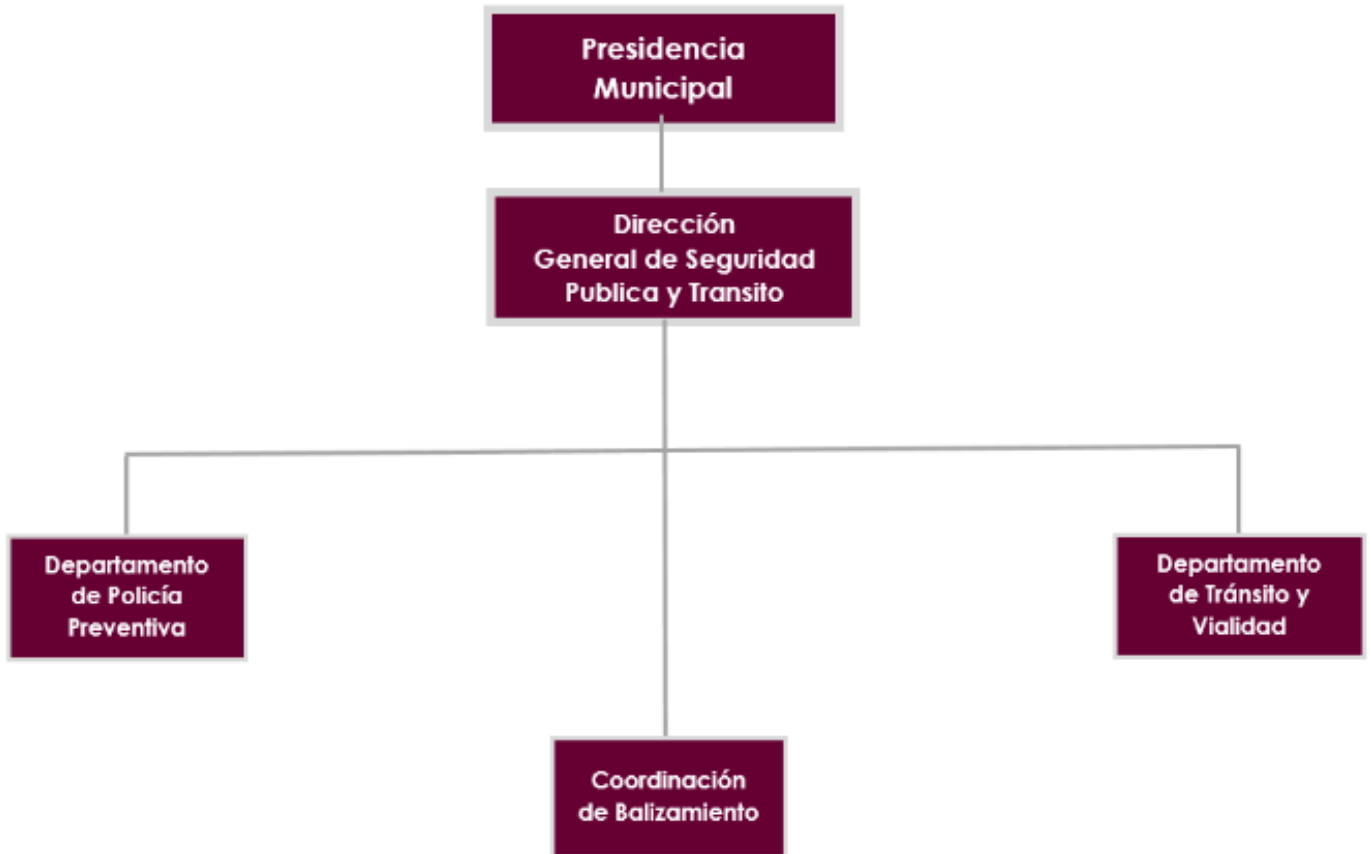 Presidencia
Municipal
Dirección
General de Seguridad
Publica y Transito
Departamento
de Policía
Preventiva
Departamento
de Tránsito y
Vialidad
Coordinación
de Balizamiento